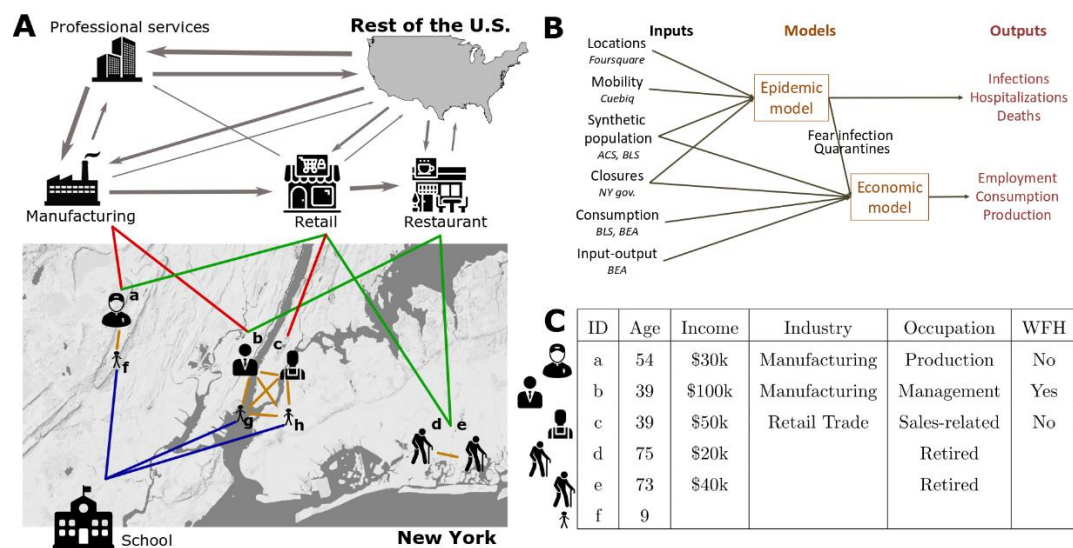 A
Professional services
Rest of the U.S.
Manufacturing
Retail
Restaurant
a
b
c
d
e
f
g
h
School
New York
B
Inputs
Models
Outputs
Locations
Foursquare
Mobility
Cuebiq
Synthetic
population
ACS, BLS
Closures
NY gov.
Consumption
BLS, BEA
Input-output
BEA
Epidemic
model
Fear infection
Quarantines
Economic
model
Infections
Hospitalizations
Deaths
Employment
Consumption
Production
C
ID Age Income Industry Occupation WFH
a 54 $30k Manufacturing Production No
b 39 $100k Manufacturing Management Yes
c 39 $50k Retail Trade Sales-related No
d 75 $20k Retired
e 73 $40k Retired
f 9